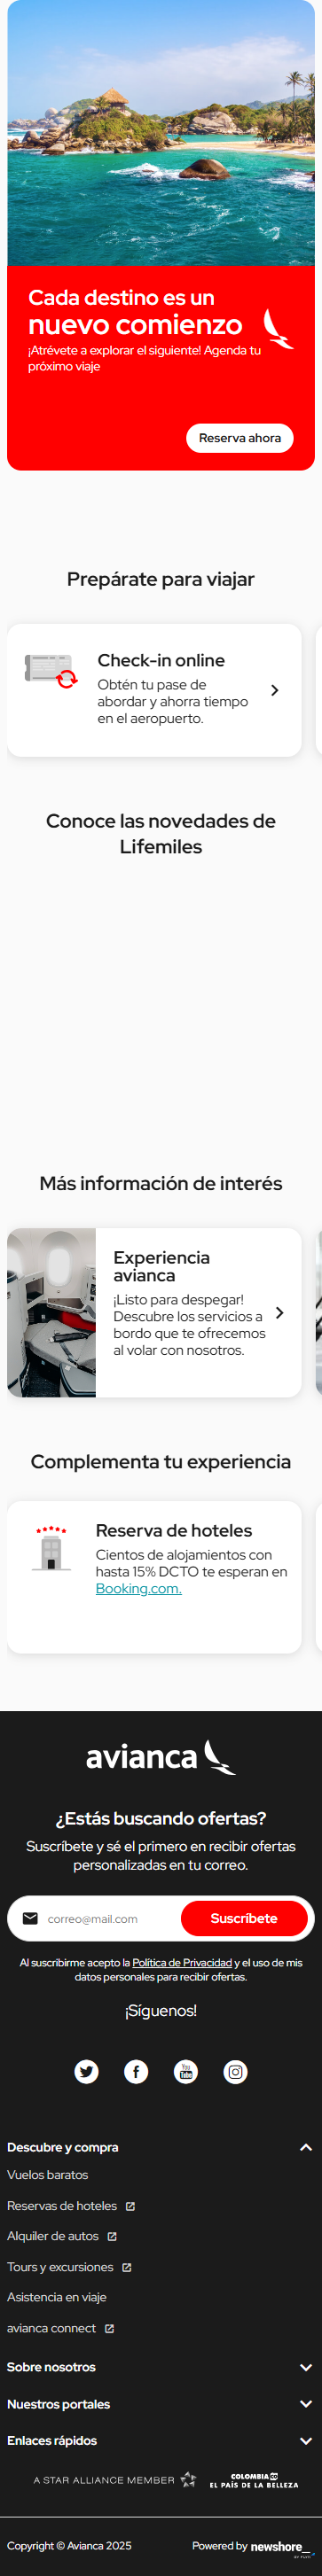 Cada destino es un
nuevo comienzo
¡Atrévete a explorar el siguiente! Agenda tu
próximo viaje
Reserva ahora
Prepárate para viajar
Check-in online
Obtén tu pase de
abordar y ahorra tiempo
en el aeropuerto.
Conoce las novedades de
Lifemiles
Más información de interés
Experiencia
avianca
¡Listo para despegar!
Descubre los servicios a
bordo que te ofrecemos
al volar con nosotros.
Complementa tu experiencia
Reserva de hoteles
Cientos de alojamientos con
hasta 15% DCTO te esperan en
Booking.com.
avianca
¿Estás buscando ofertas?
Suscríbete y sé el primero en recibir ofertas
personalizadas en tu correo.
correo@mail.com
Suscríbete
Al suscribirme acepto la Política de Privacidad y el uso de mis
datos personales para recibir ofertas.
¡Síguenos!
You
Tube
Descubre y compra
Vuelos baratos
Reservas de hoteles
Alquiler de autos
Tours y excursiones
Asistencia en viaje
avianca connect
Sobre nosotros
Nuestros portales
Enlaces rápidos
A STAR ALLIANCE MEMBER
COLOMBIA CO
EL PAÍS DE LA BELLEZA
Copyright © Avianca 2025
Powered by newshore_